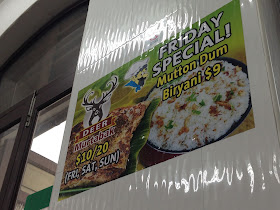 DEER
Murtabak
$10/20
(FRI, SAT, SUN)
FRIDAY
SPECIAL!
Mutton Dum
Biryani $9